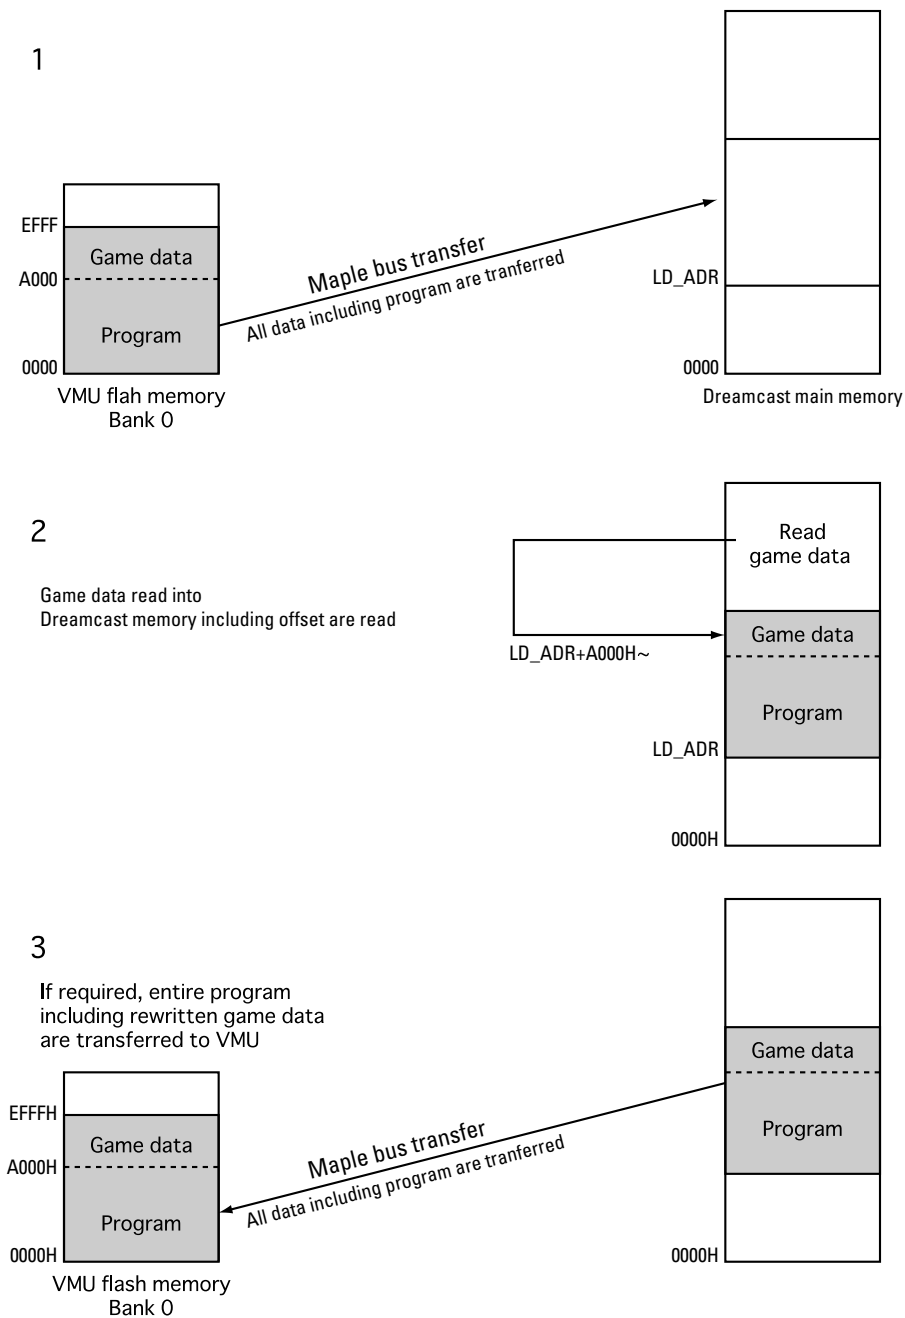 1
EFFF
Game data
A000
Program
0000
VMU flah memory
Bank 0
Maple bus transfer
All data including program are tranferred
LD_ADR
0000
Dreamcast main memory
2
Game data read into
Dreamcast memory including offset are read
Read
game data
Game data
LD_ADR+A000H~
Program
LD_ADR
0000H
3
If required, entire program
including rewritten game data
are transferred to VMU
EFFFH
Game data
A000H
Program
0000H
VMU flash memory
Bank 0
Maple bus transfer
All data including program are tranferred
Game data
Program
0000H